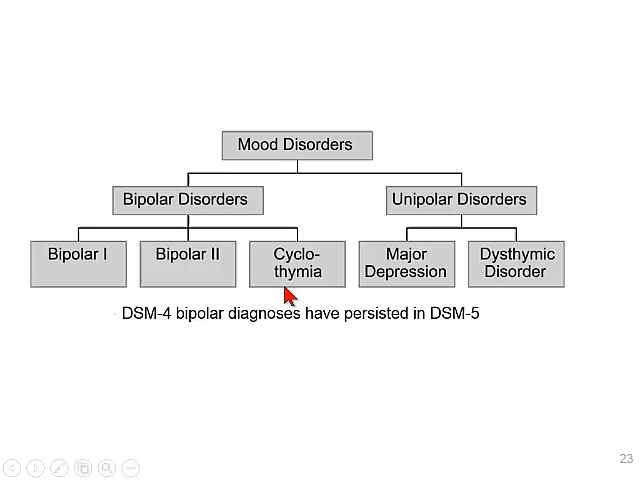 Mood Disorders
Bipolar Disorders
Unipolar Disorders
Bipolar I
Bipolar II
Cyclo-
thymia
Major
Depression
Dysthymic
Disorder
DSM-4 bipolar diagnoses have persisted in DSM-5
23